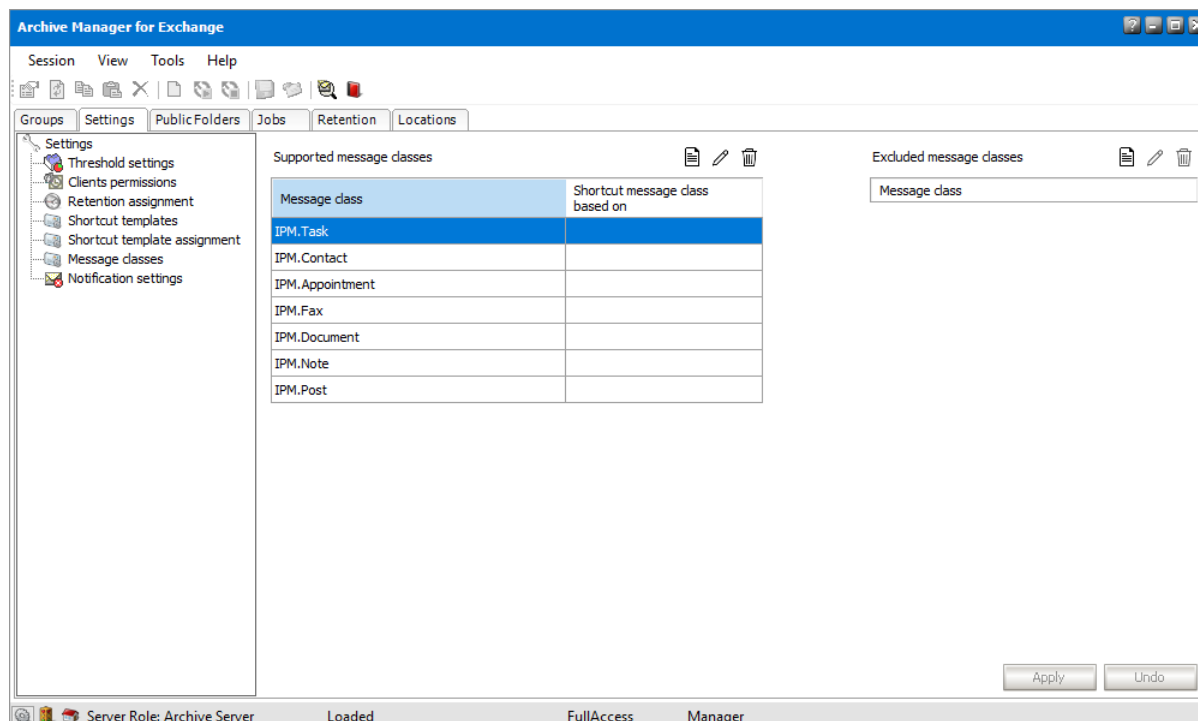 Archive Manager for Exchange
Session View Tools Help
Groups Settings PublicFolders Jobs Retention Locations
Settings
Threshold settings
Clients permissions
Retention assignment
Shortcut templates
Shortcut template assignment
Message classes
Notification settings
Supported message classes
Message class
Shortcut message class
based on
IPM.Task
IPM.Contact
IPM.Appointment
IPM.Fax
IPM.Document
IPM.Note
IPM.Post
Excluded message classes
Message class
Apply Undo
Server Role: Archive Server Loaded FullAccess Manager